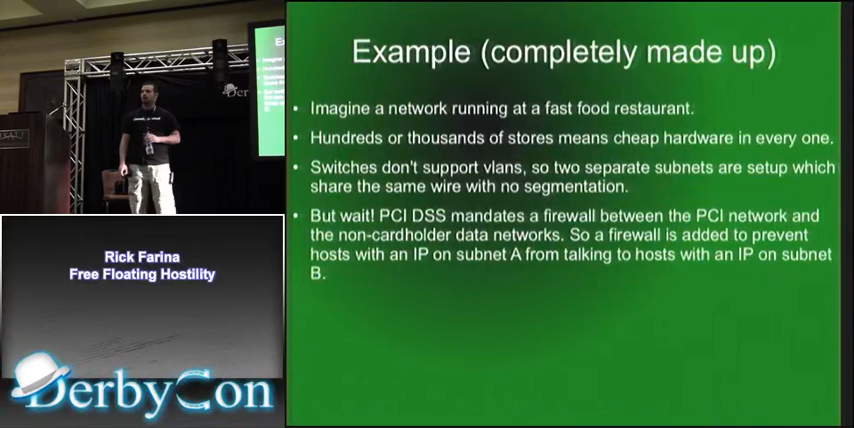 Example (completely made up)
• Imagine a network running at a fast food restaurant.
• Hundreds or thousands of stores means cheap hardware in every one.
• Switches don't support vlans, so two separate subnets are setup which
share the same wire with no segmentation.
• But wait! PCI DSS mandates a firewall between the PCI network and
the non-cardholder data networks. So a firewall is added to prevent
hosts with an IP on subnet A from talking to hosts with an IP on subnet
B.
Rick Farina
Free Floating Hostility
DerbyCon